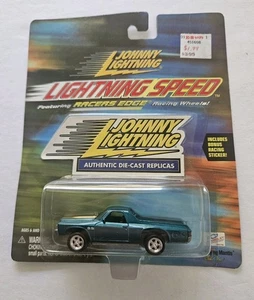 JOHNNY
LIGHTNING
LIGHTNING SPEED
Featuring RACERS EDGE Racing Wheels!
JOHNNY
LIGHTNING
AUTHENTIC DIE-CAST REPLICAS
INCLUDES
BONUS
RACING
STICKER!